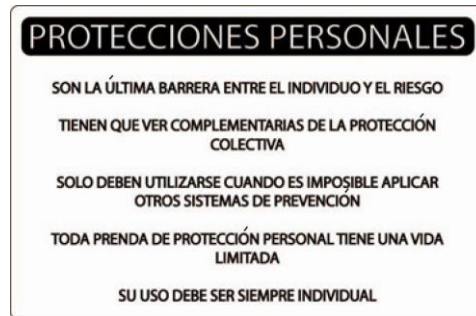 PROTECCIONES PERSONALES
SON LA ÚLTIMA BARRERA ENTRE EL INDIVIDUO Y EL RIESGO
TIENEN QUE VER COMPLEMENTARIAS DE LA PROTECCIÓN
COLECTIVA
SOLO DEBEN UTILIZARSE CUANDO ES IMPOSIBLE APLICAR
OTROS SISTEMAS DE PREVENCIÓN
TODA PRENDA DE PROTECCIÓN PERSONAL TIENE UNA VIDA
LIMITADA
SU USO DEBE SER SIEMPRE INDIVIDUAL